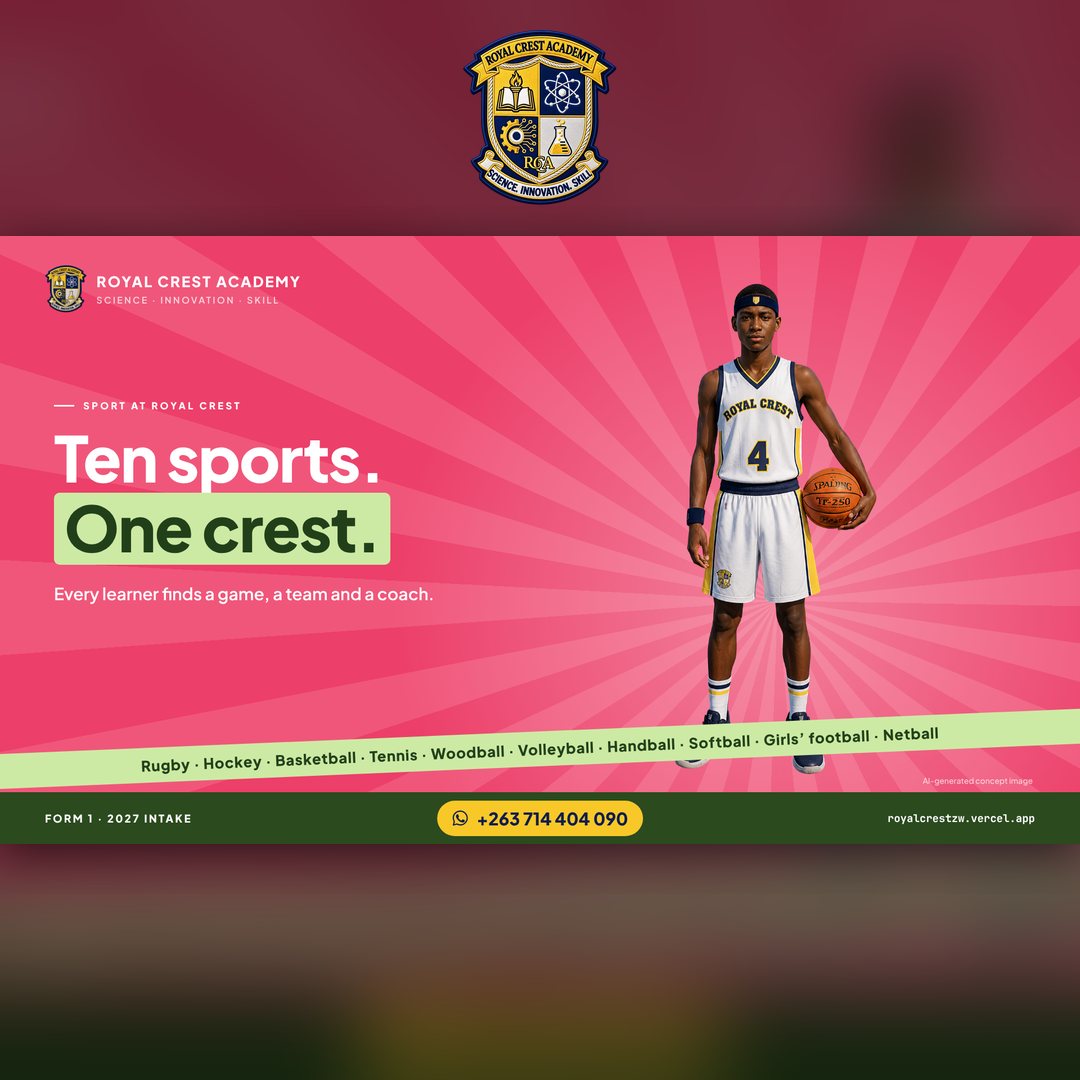 ROYAL CREST ACADEMY
RCA
SCIENCE. INNOVATION. SKILL
ROYAL CREST ACADEMY
SCIENCE · INNOVATION · SKILL
SPORT AT ROYAL CREST
Ten sports.
One crest.
Every learner finds a game, a team and a coach.
ROYAL CREST
4
SPALDING
TF-250
Rugby · Hockey · Basketball · Tennis · Woodball · Volleyball · Handball · Softball · Girls’ football · Netball
AI-generated concept image
FORM 1 · 2027 INTAKE
+263 714 404 090
royalcrestzw.vercel.app